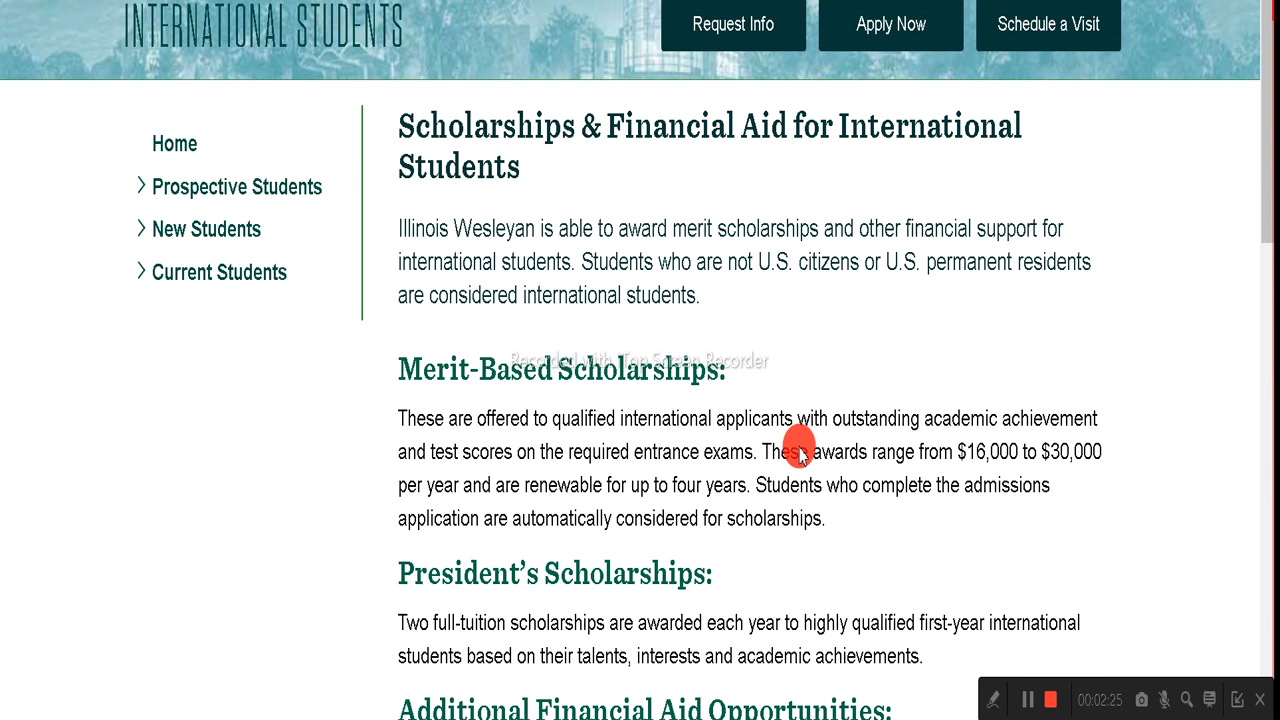 INTERNATIONAL STUDENTS
Request Info
Apply Now
Schedule a Visit
Home
Prospective Students
New Students
Current Students
Scholarships & Financial Aid for International
Students
Illinois Wesleyan is able to award merit scholarships and other financial support for
international students. Students who are not U.S. citizens or U.S. permanent residents
are considered international students.
Recorded with iTop Screen Recorder
Merit-Based Scholarships:
These are offered to qualified international applicants with outstanding academic achievement
and test scores on the required entrance exams. These awards range from $16,000 to $30,000
per year and are renewable for up to four years. Students who complete the admissions
application are automatically considered for scholarships.
President’s Scholarships:
Two full-tuition scholarships are awarded each year to highly qualified first-year international
students based on their talents, interests and academic achievements.
Additional Financial Aid Opportunities:
00:02:25